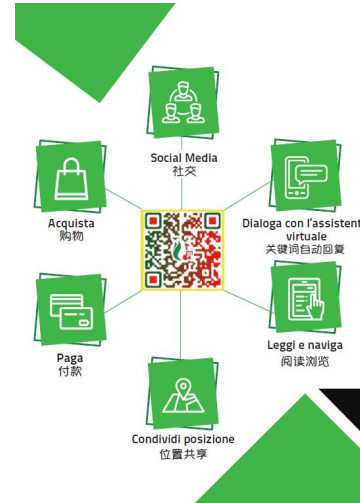 Social Media
社交
Acquista
购物
Dialoga con l'assistent
virtuale
关键词自动回复
Paga
付款
Leggi e naviga
阅读浏览
Condividi posizione
位置共享